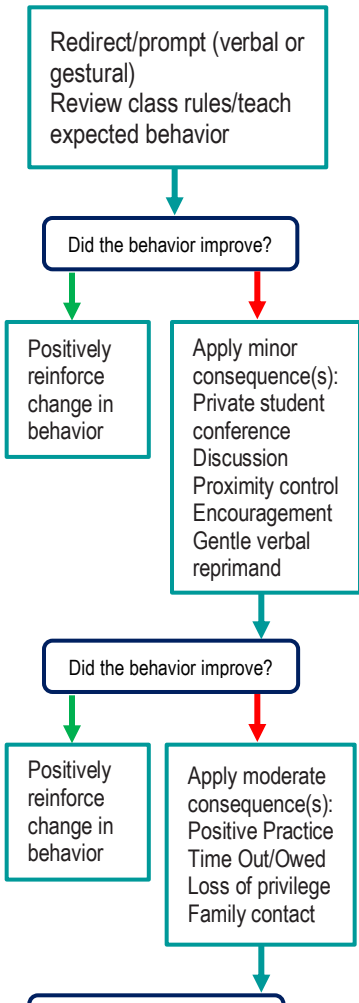 Redirect/prompt (verbal or
gestural)
Review class rules/teach
expected behavior
Did the behavior improve?
Positively
reinforce
change in
behavior
Apply minor
consequence(s):
Private student
conference
Discussion
Proximity control
Encouragement
Gentle verbal
reprimand
Did the behavior improve?
Positively
reinforce
change in
behavior
Apply moderate
consequence(s):
Positive Practice
Time Out/Owed
Loss of privilege
Family contact